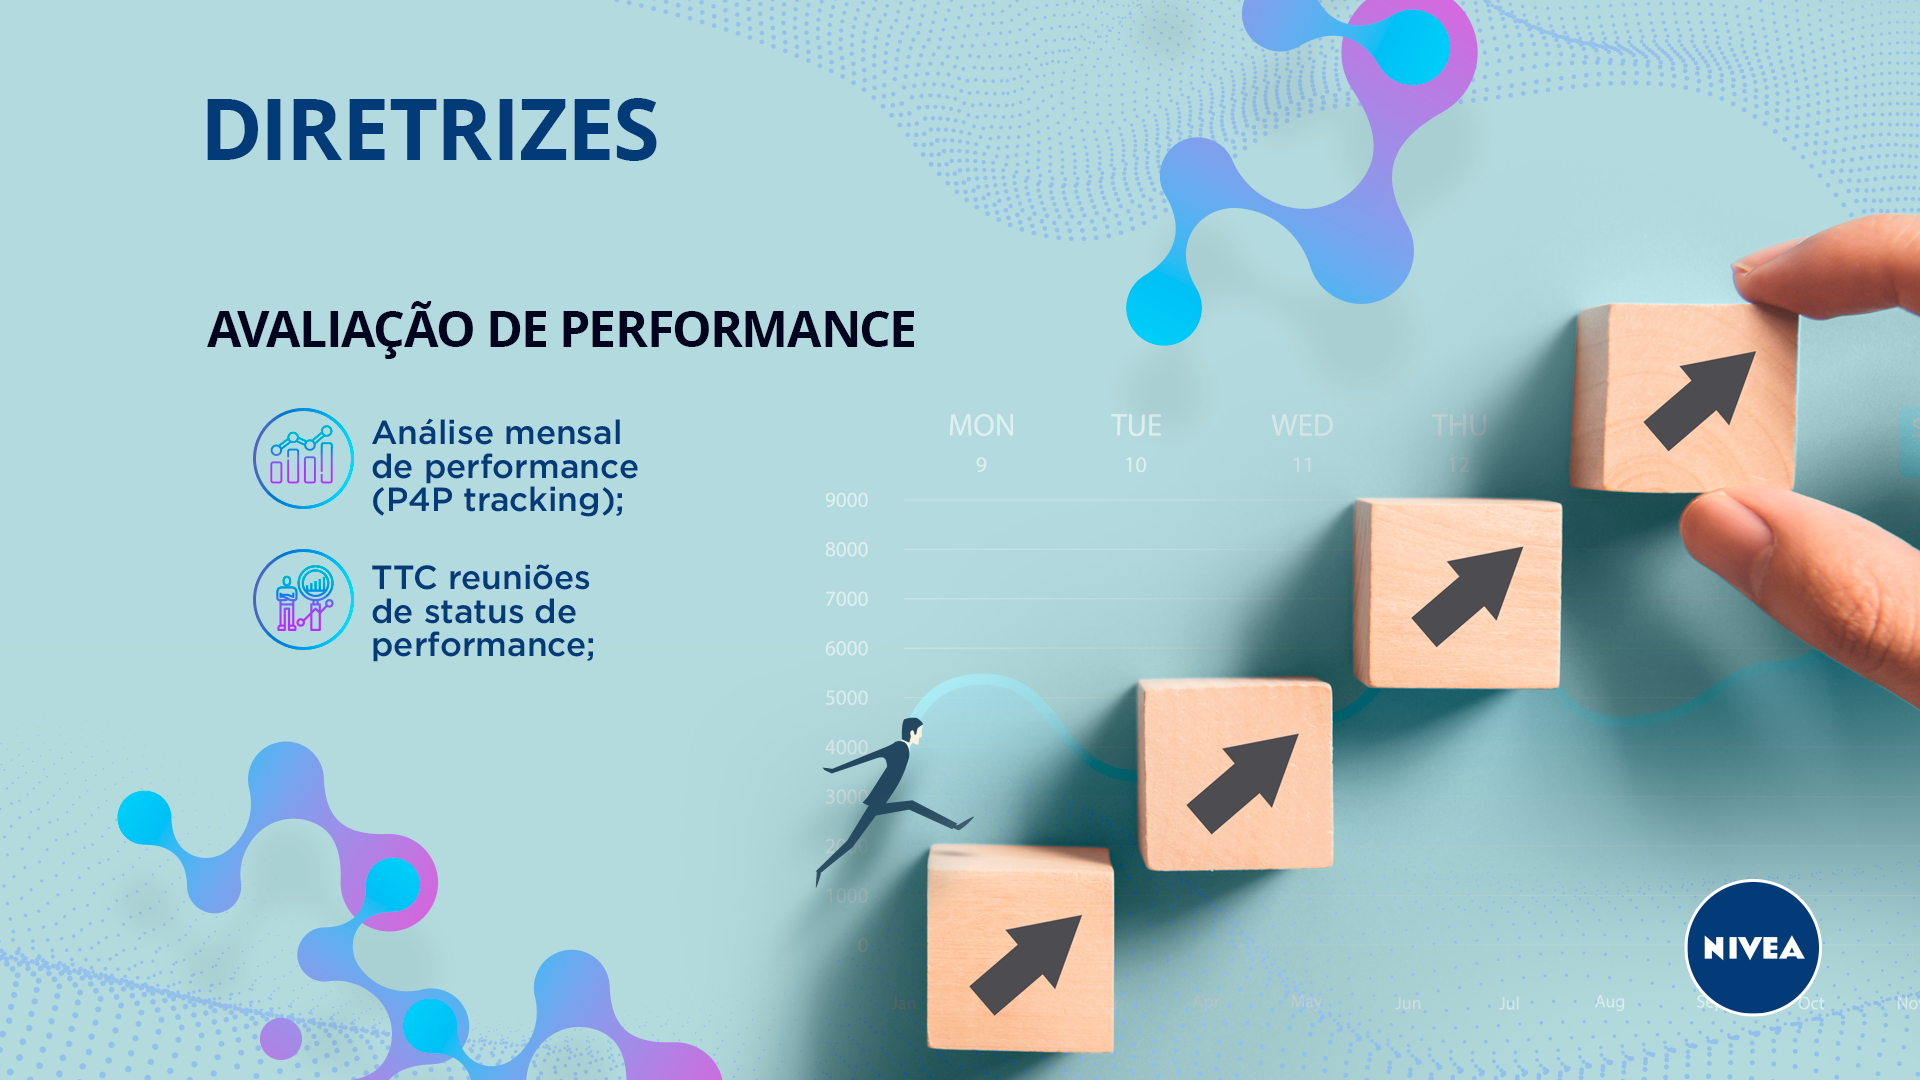 DIRETRIZES
AVALIAÇÃO DE PERFORMANCE
Análise mensal
de performance
(P4P tracking);
TTC reuniões
de status de
performance;
MON TUE WED THU
9 10 11 12
9000
8000
7000
6000
5000
4000
3000
1000
0
NIVEA
Jan Apr May Jun Jul Aug Oct